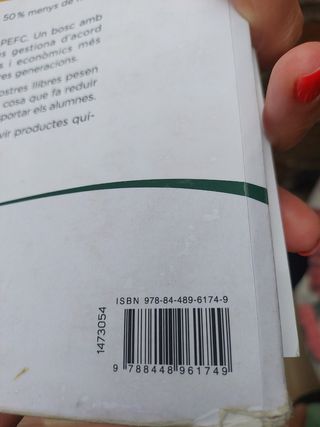 50 % menys de
PEFC. Un bosc amb
es gestiona d'acord
s i econòmics més
res generacions.
ostres llibres pesen
cosa que fa reduir
portar els alumnes.
vir productes quí-
ISBN 978-84-489-6174-9
1473054
9 788448 961749